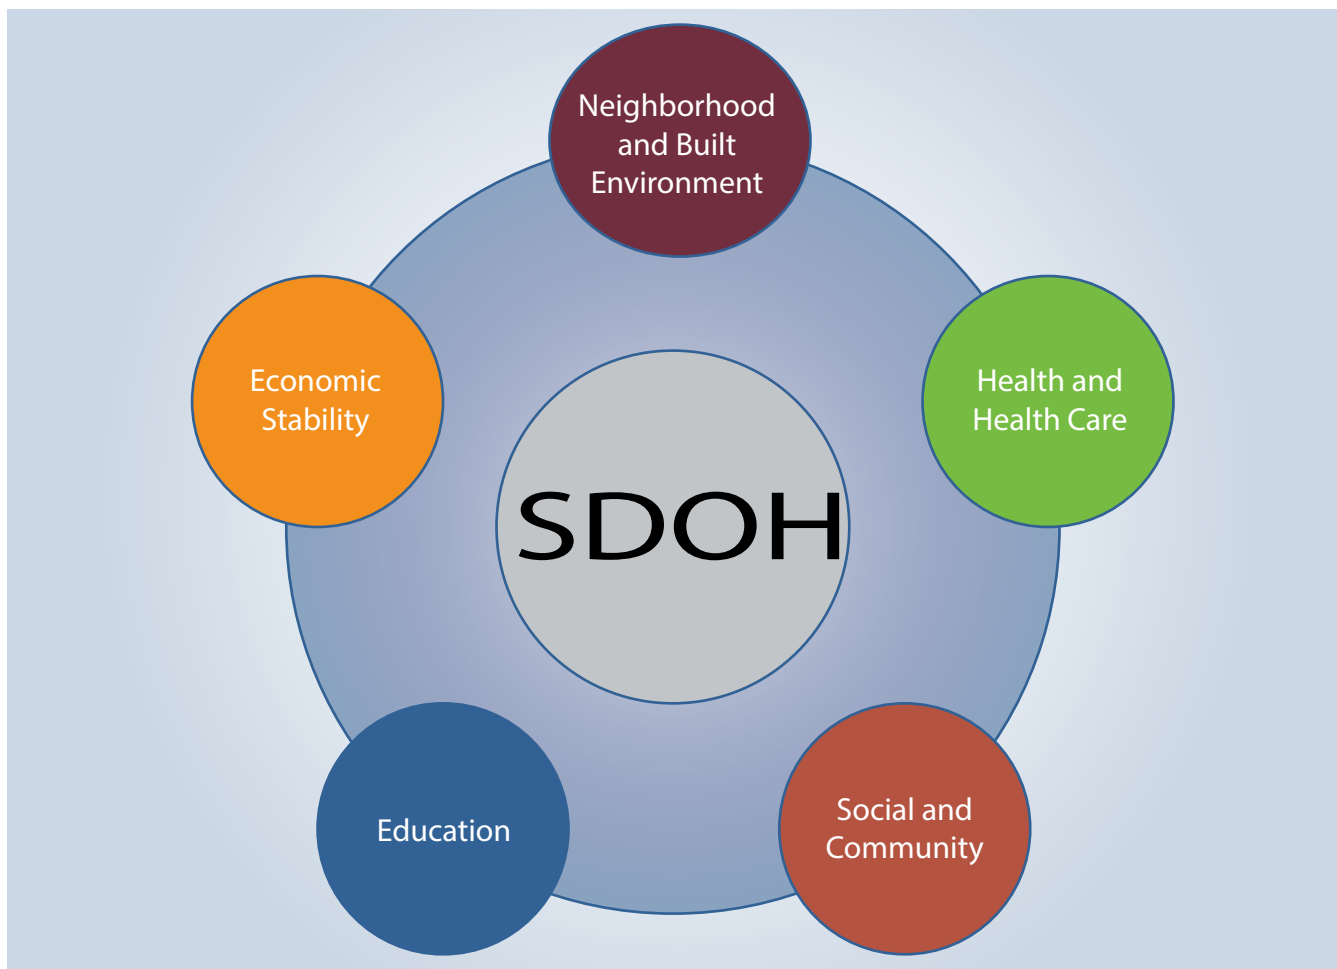 Neighborhood
and Built
Environment
Economic
Stability
Health and
Health Care
SDOH
Education
Social and
Community